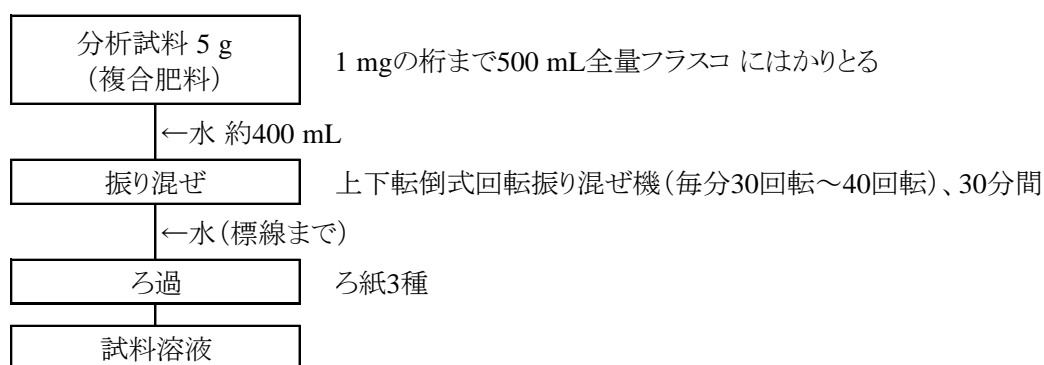 分析試料 5 g
(複合肥料)
1 mgの桁まで500 mL全量フラスコ にはかりとる
←水 約400 mL
振り混ぜ
上下転倒式回転振り混ぜ機(毎分30回転～40回転)、30分間
←水(標線まで)
ろ過
ろ紙3種
試料溶液